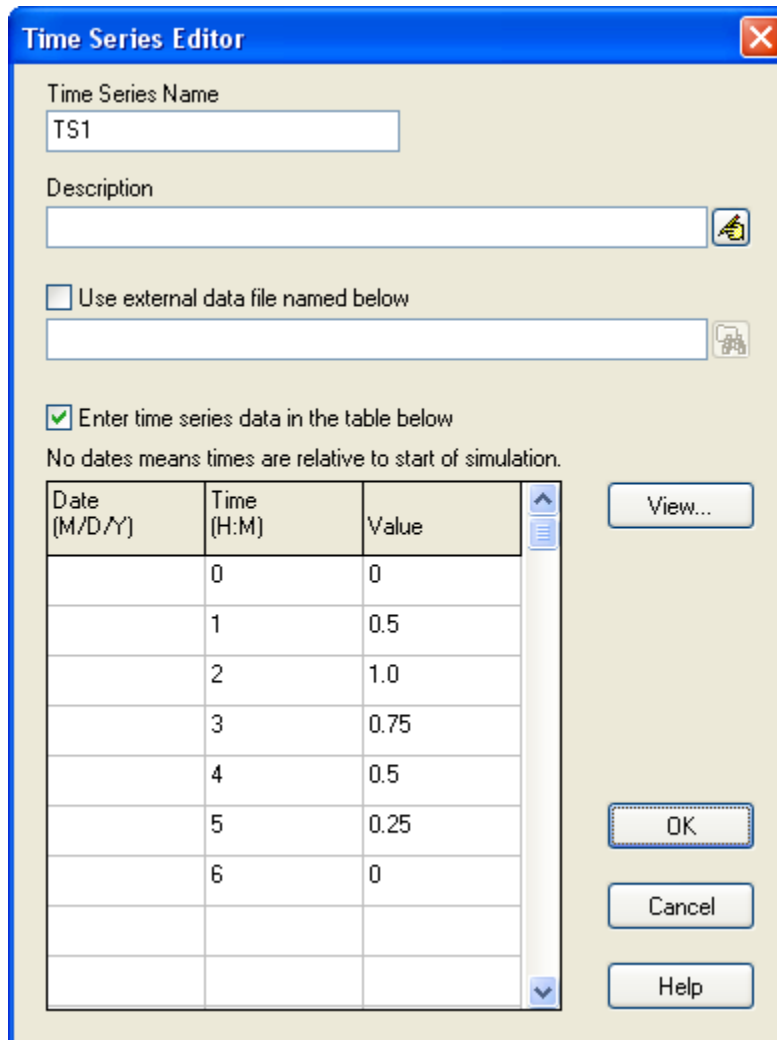 Time Series Editor
Time Series Name
TS1
Description
Use external data file named below
Enter time series data in the table below
No dates means times are relative to start of simulation.
Date (M/D/Y) Time (H:M) Value
0 0
1 0.5
2 1.0
3 0.75
4 0.5
5 0.25
6 0
View...
OK
Cancel
Help